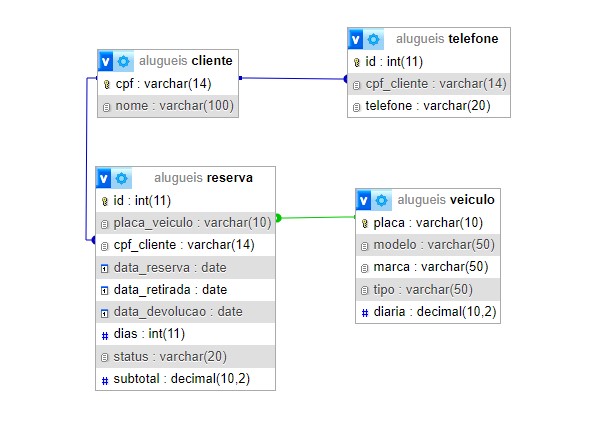 v alugueis cliente
cpf : varchar(14)
nome : varchar(100)
v alugueis telefone
id : int(11)
cpf_cliente : varchar(14)
telefone : varchar(20)
v alugueis reserva
id : int(11)
placa_veiculo : varchar(10)
cpf_cliente : varchar(14)
data_reserva : date
data_retirada : date
data_devolucao : date
# dias : int(11)
status : varchar(20)
# subtotal : decimal(10,2)
v alugueis veiculo
placa : varchar(10)
modelo : varchar(50)
marca : varchar(50)
tipo : varchar(50)
# diaria : decimal(10,2)